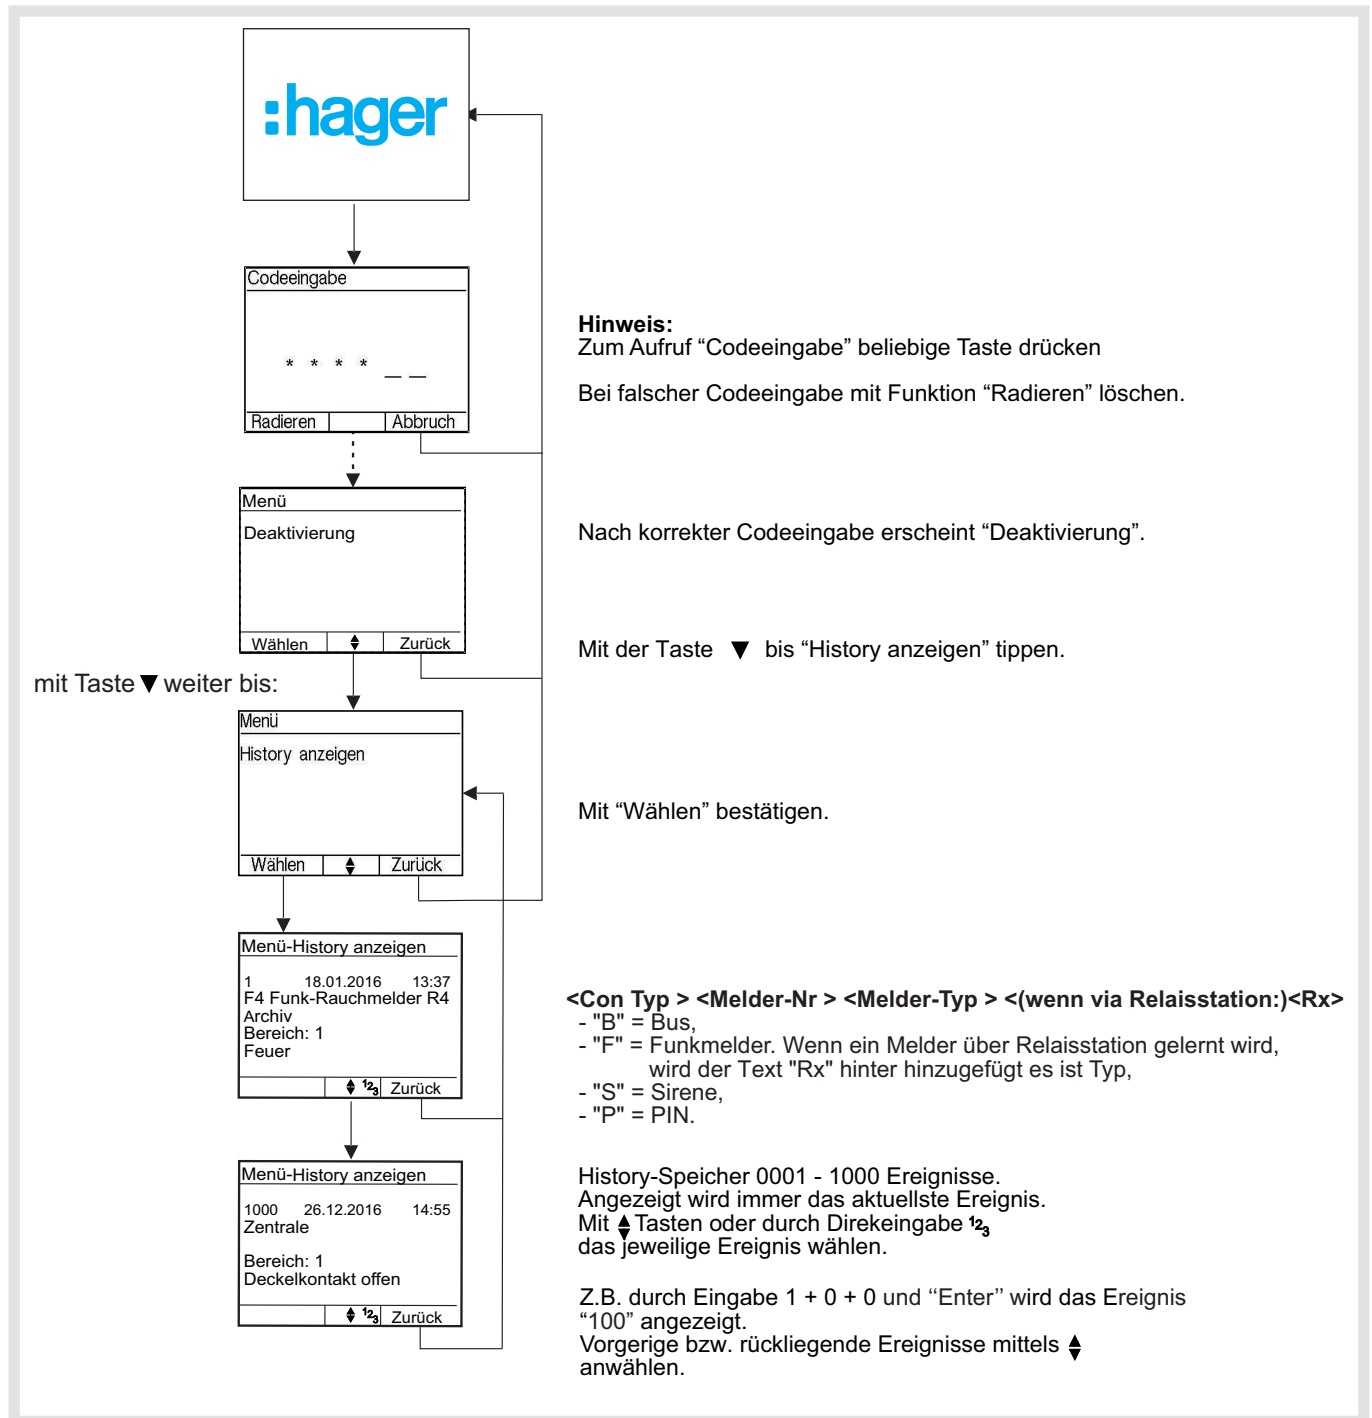 :hager
Codeeingabe
* * * * _ _
Radieren Abbruch
Hinweis:
Zum Aufruf “Codeeingabe” beliebige Taste drücken
Bei falscher Codeeingabe mit Funktion “Radieren” löschen.
Menü
Deaktivierung
Wählen Zurück
Nach korrekter Codeeingabe erscheint “Deaktivierung”.
Mit der Taste ▼ bis “History anzeigen” tippen.
mit Taste ▼ weiter bis:
Menü
History anzeigen
Wählen Zurück
Mit “Wählen” bestätigen.
Menü-History anzeigen
1 18.01.2016 13:37
F4 Funk-Rauchmelder R4
Archiv
Bereich: 1
Feuer
123 Zurück
<Con Typ > <Melder-Nr > <Melder-Typ > <(wenn via Relaisstation:)<Rx>
- "B" = Bus,
- "F" = Funkmelder. Wenn ein Melder über Relaisstation gelernt wird,
wird der Text "Rx" hinter hinzugefügt es ist Typ,
- "S" = Sirene,
- "P" = PIN.
Menü-History anzeigen
1000 26.12.2016 14:55
Zentrale
Bereich: 1
Deckelkontakt offen
123 Zurück
History-Speicher 0001 - 1000 Ereignisse.
Angezeigt wird immer das aktuellste Ereignis.
Mit Tasten oder durch Direkeingabe 123
das jeweilige Ereignis wählen.
Z.B. durch Eingabe 1 + 0 + 0 und ‘‘Enter’’ wird das Ereignis
“100” angezeigt.
Vorgerige bzw. rückliegende Ereignisse mittels
anwählen.